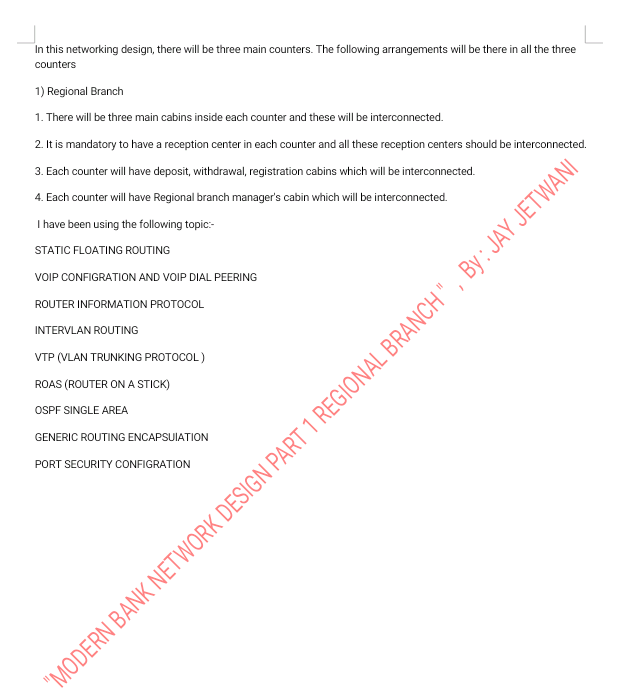 In this networking design, there will be three main counters. The following arrangements will be there in all the three
counters
1) Regional Branch
1. There will be three main cabins inside each counter and these will be interconnected.
2. It is mandatory to have a reception center in each counter and all these reception centers should be interconnected.
3. Each counter will have deposit, withdrawal, registration cabins which will be interconnected.
4. Each counter will have Regional branch manager's cabin which will be interconnected.
I have been using the following topic:-
STATIC FLOATING ROUTING
VOIP CONFIGRATION AND VOIP DIAL PEERING
ROUTER INFORMATION PROTOCOL
INTERVLAN ROUTING
VTP (VLAN TRUNKING PROTOCOL )
ROAS (ROUTER ON A STICK)
OSPF SINGLE AREA
GENERIC ROUTING ENCAPSUIATION
PORT SECURITY CONFIGRATION
"MODERN BANK NETWORK DESIGN PART 1 REGIONAL BRANCH" , By : JAY JETWANI